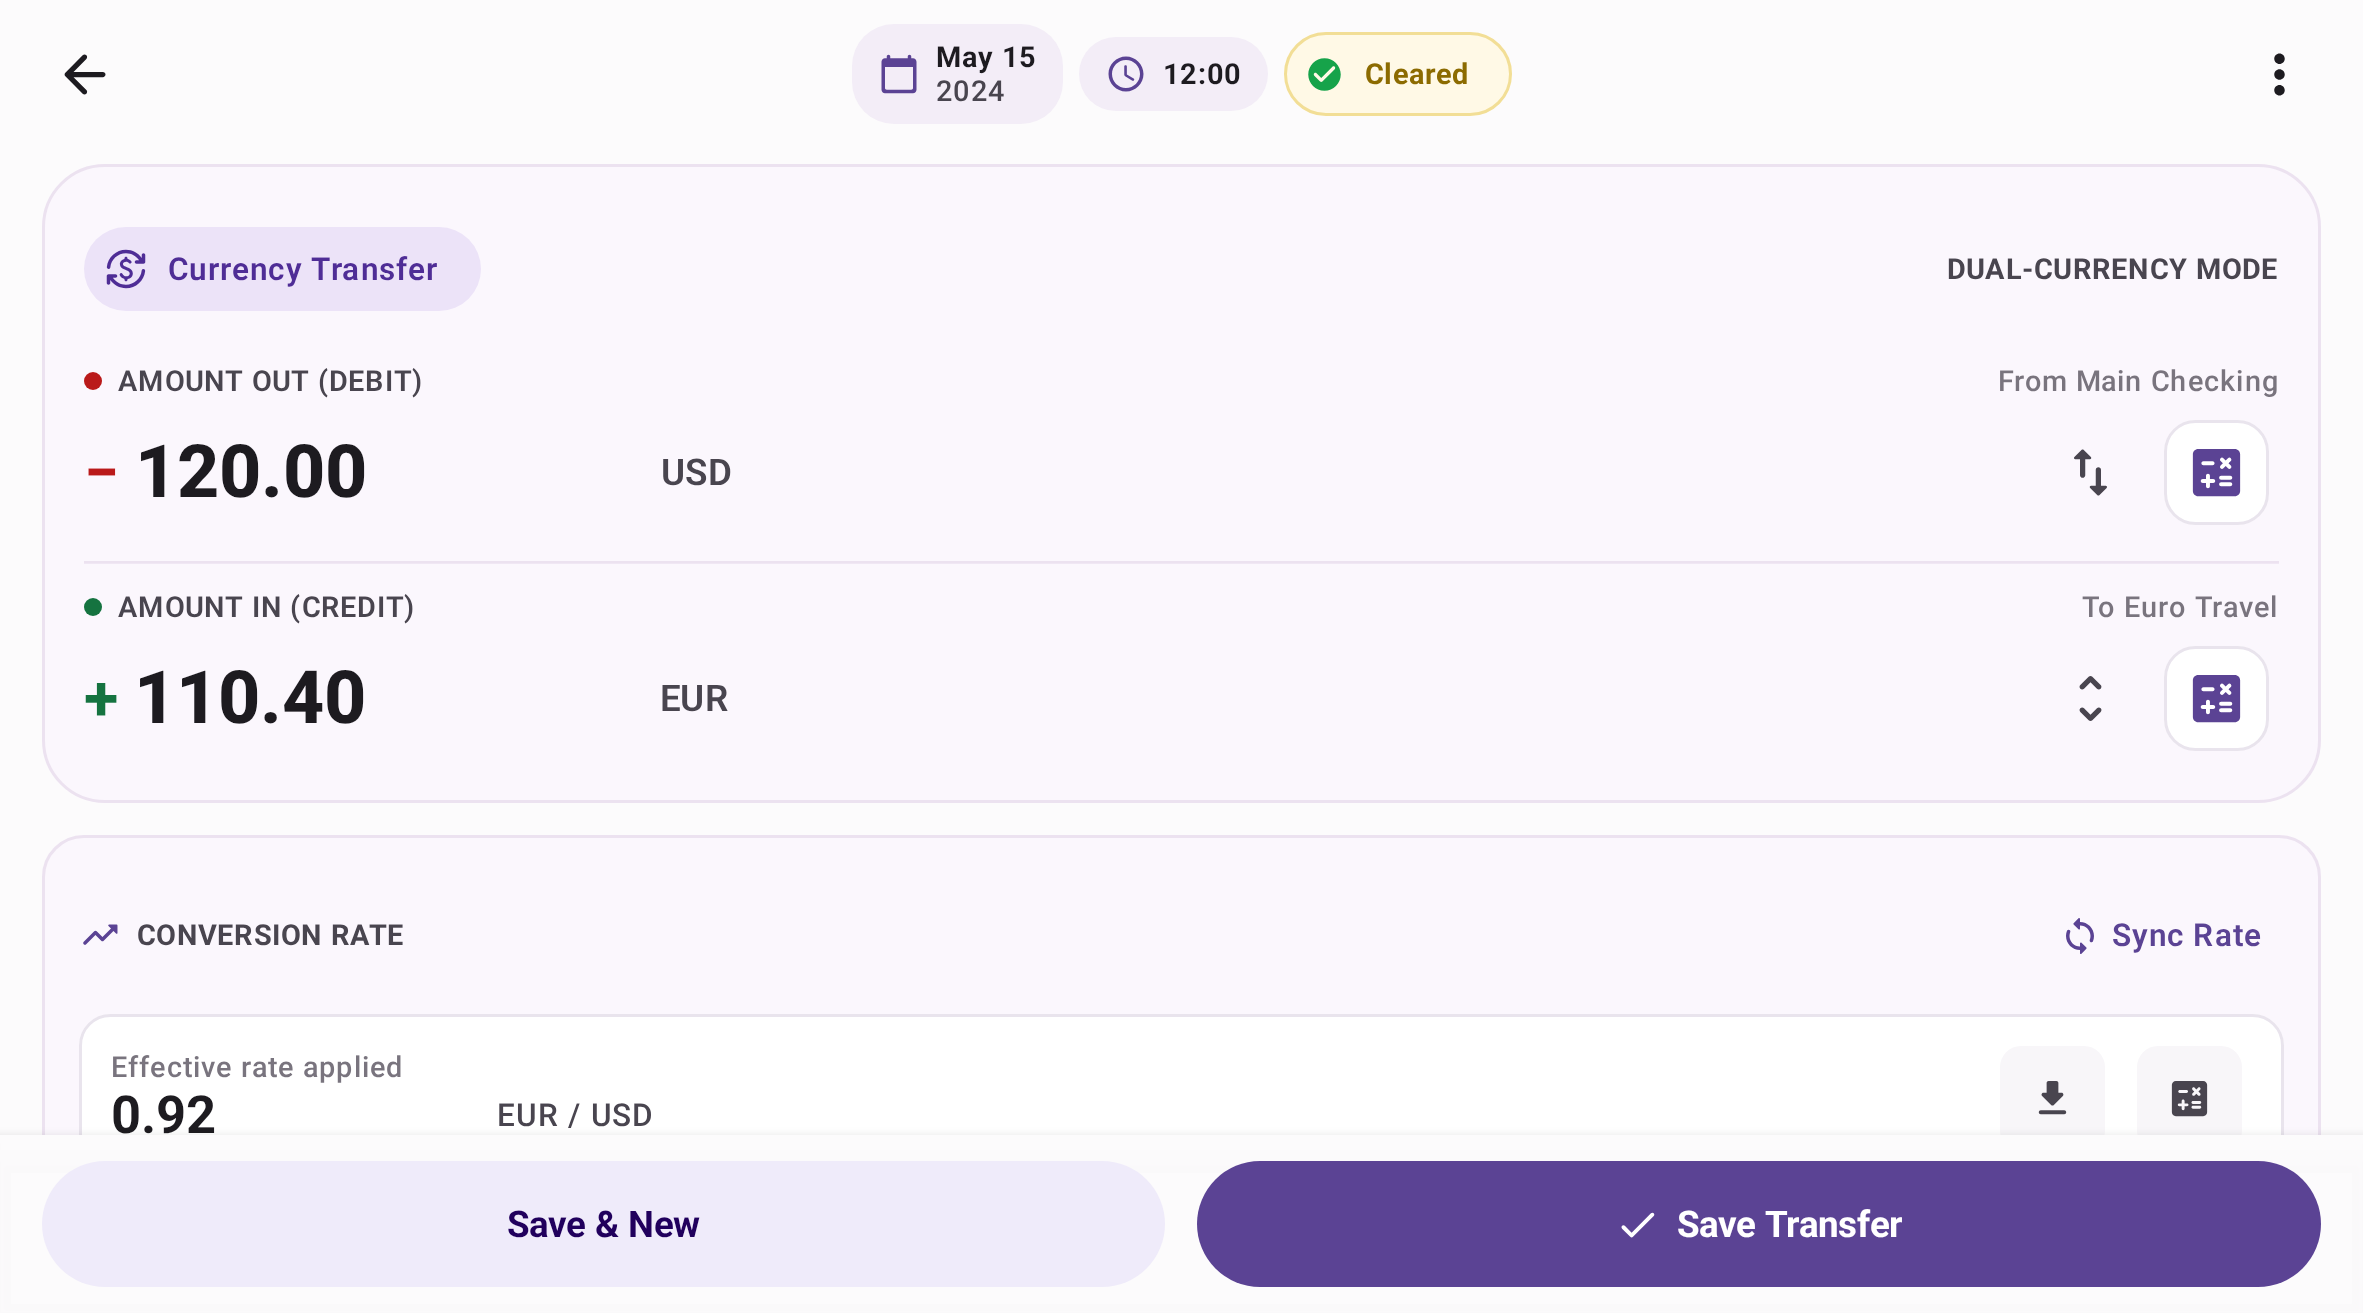 May 15
2024
12:00
Cleared
Currency Transfer
DUAL-CURRENCY MODE
AMOUNT OUT (DEBIT)
From Main Checking
− 120.00
USD
AMOUNT IN (CREDIT)
To Euro Travel
+ 110.40
EUR
CONVERSION RATE
Sync Rate
Effective rate applied
0.92
EUR / USD
Save & New
Save Transfer